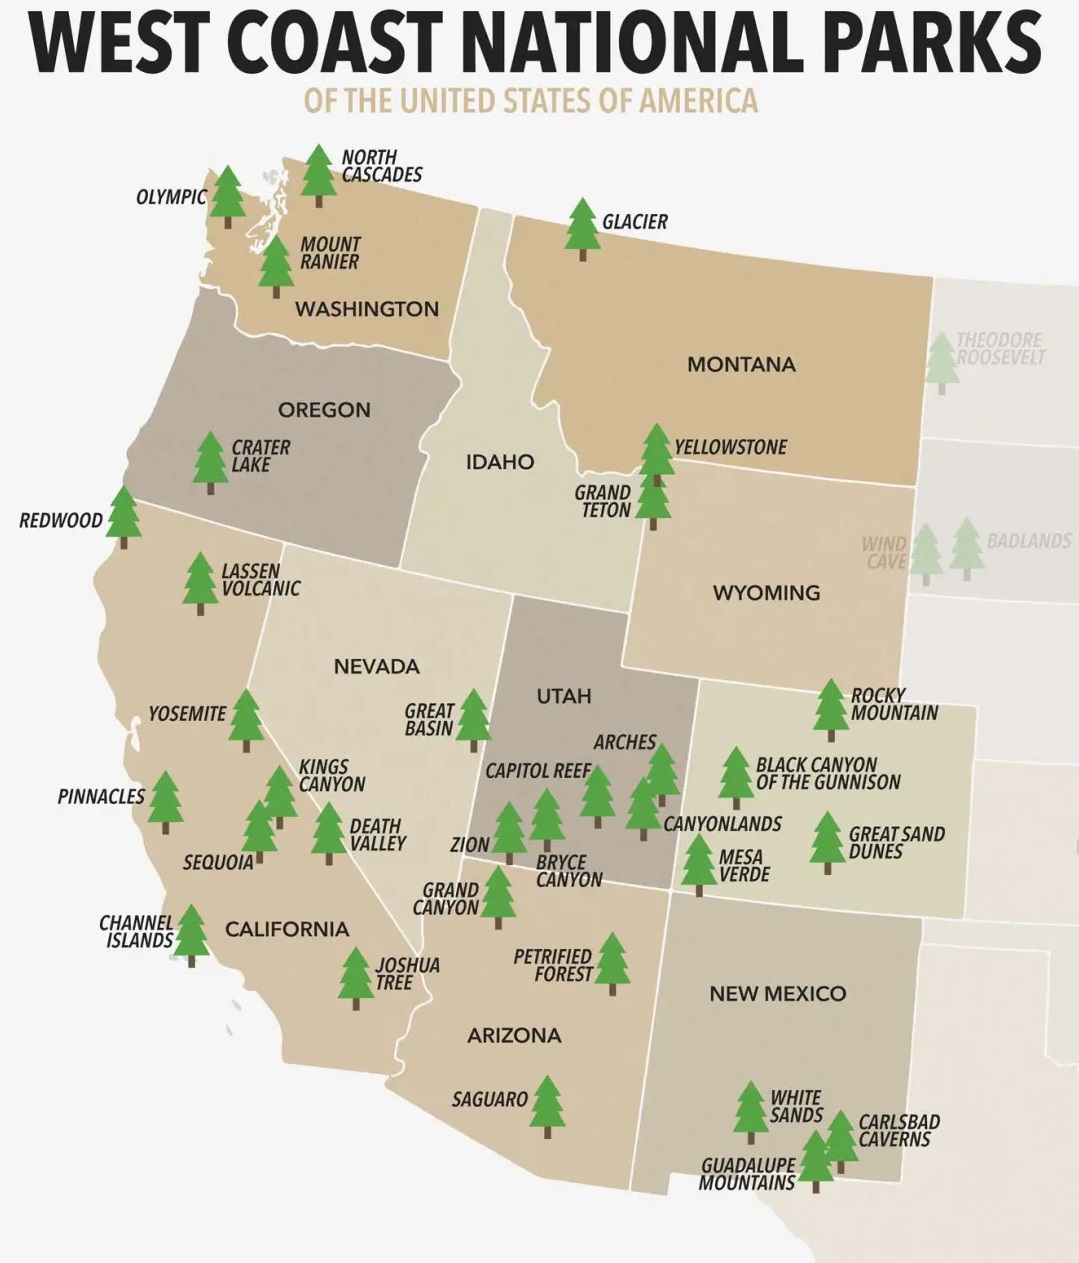 WEST COAST NATIONAL PARKS
OF THE UNITED STATES OF AMERICA
NORTH
CASCADES
OLYMPIC
GLACIER
MOUNT
RANIER
WASHINGTON
THEODORE
ROOSEVELT
MONTANA
OREGON
CRATER
LAKE
IDAHO
YELLOWSTONE
GRAND
TETON
REDWOOD
WIND
CAVE
BADLANDS
LASSEN
VOLCANIC
WYOMING
NEVADA
UTAH
ROCKY
MOUNTAIN
YOSEMITE
GREAT
BASIN
ARCHES
KINGS
CANYON
CAPITOL REEF
BLACK CANYON
OF THE GUNNISON
PINNACLES
DEATH
VALLEY
CANYONLANDS
GREAT SAND
DUNES
SEQUOIA
ZION
BRYCE
CANYON
MESA
VERDE
GRAND
CANYON
CHANNEL
ISLANDS
CALIFORNIA
JOSHUA
TREE
PETRIFIED
FOREST
NEW MEXICO
ARIZONA
SAGUARO
WHITE
SANDS
CARLSBAD
CAVERNS
GUADALUPE
MOUNTAINS